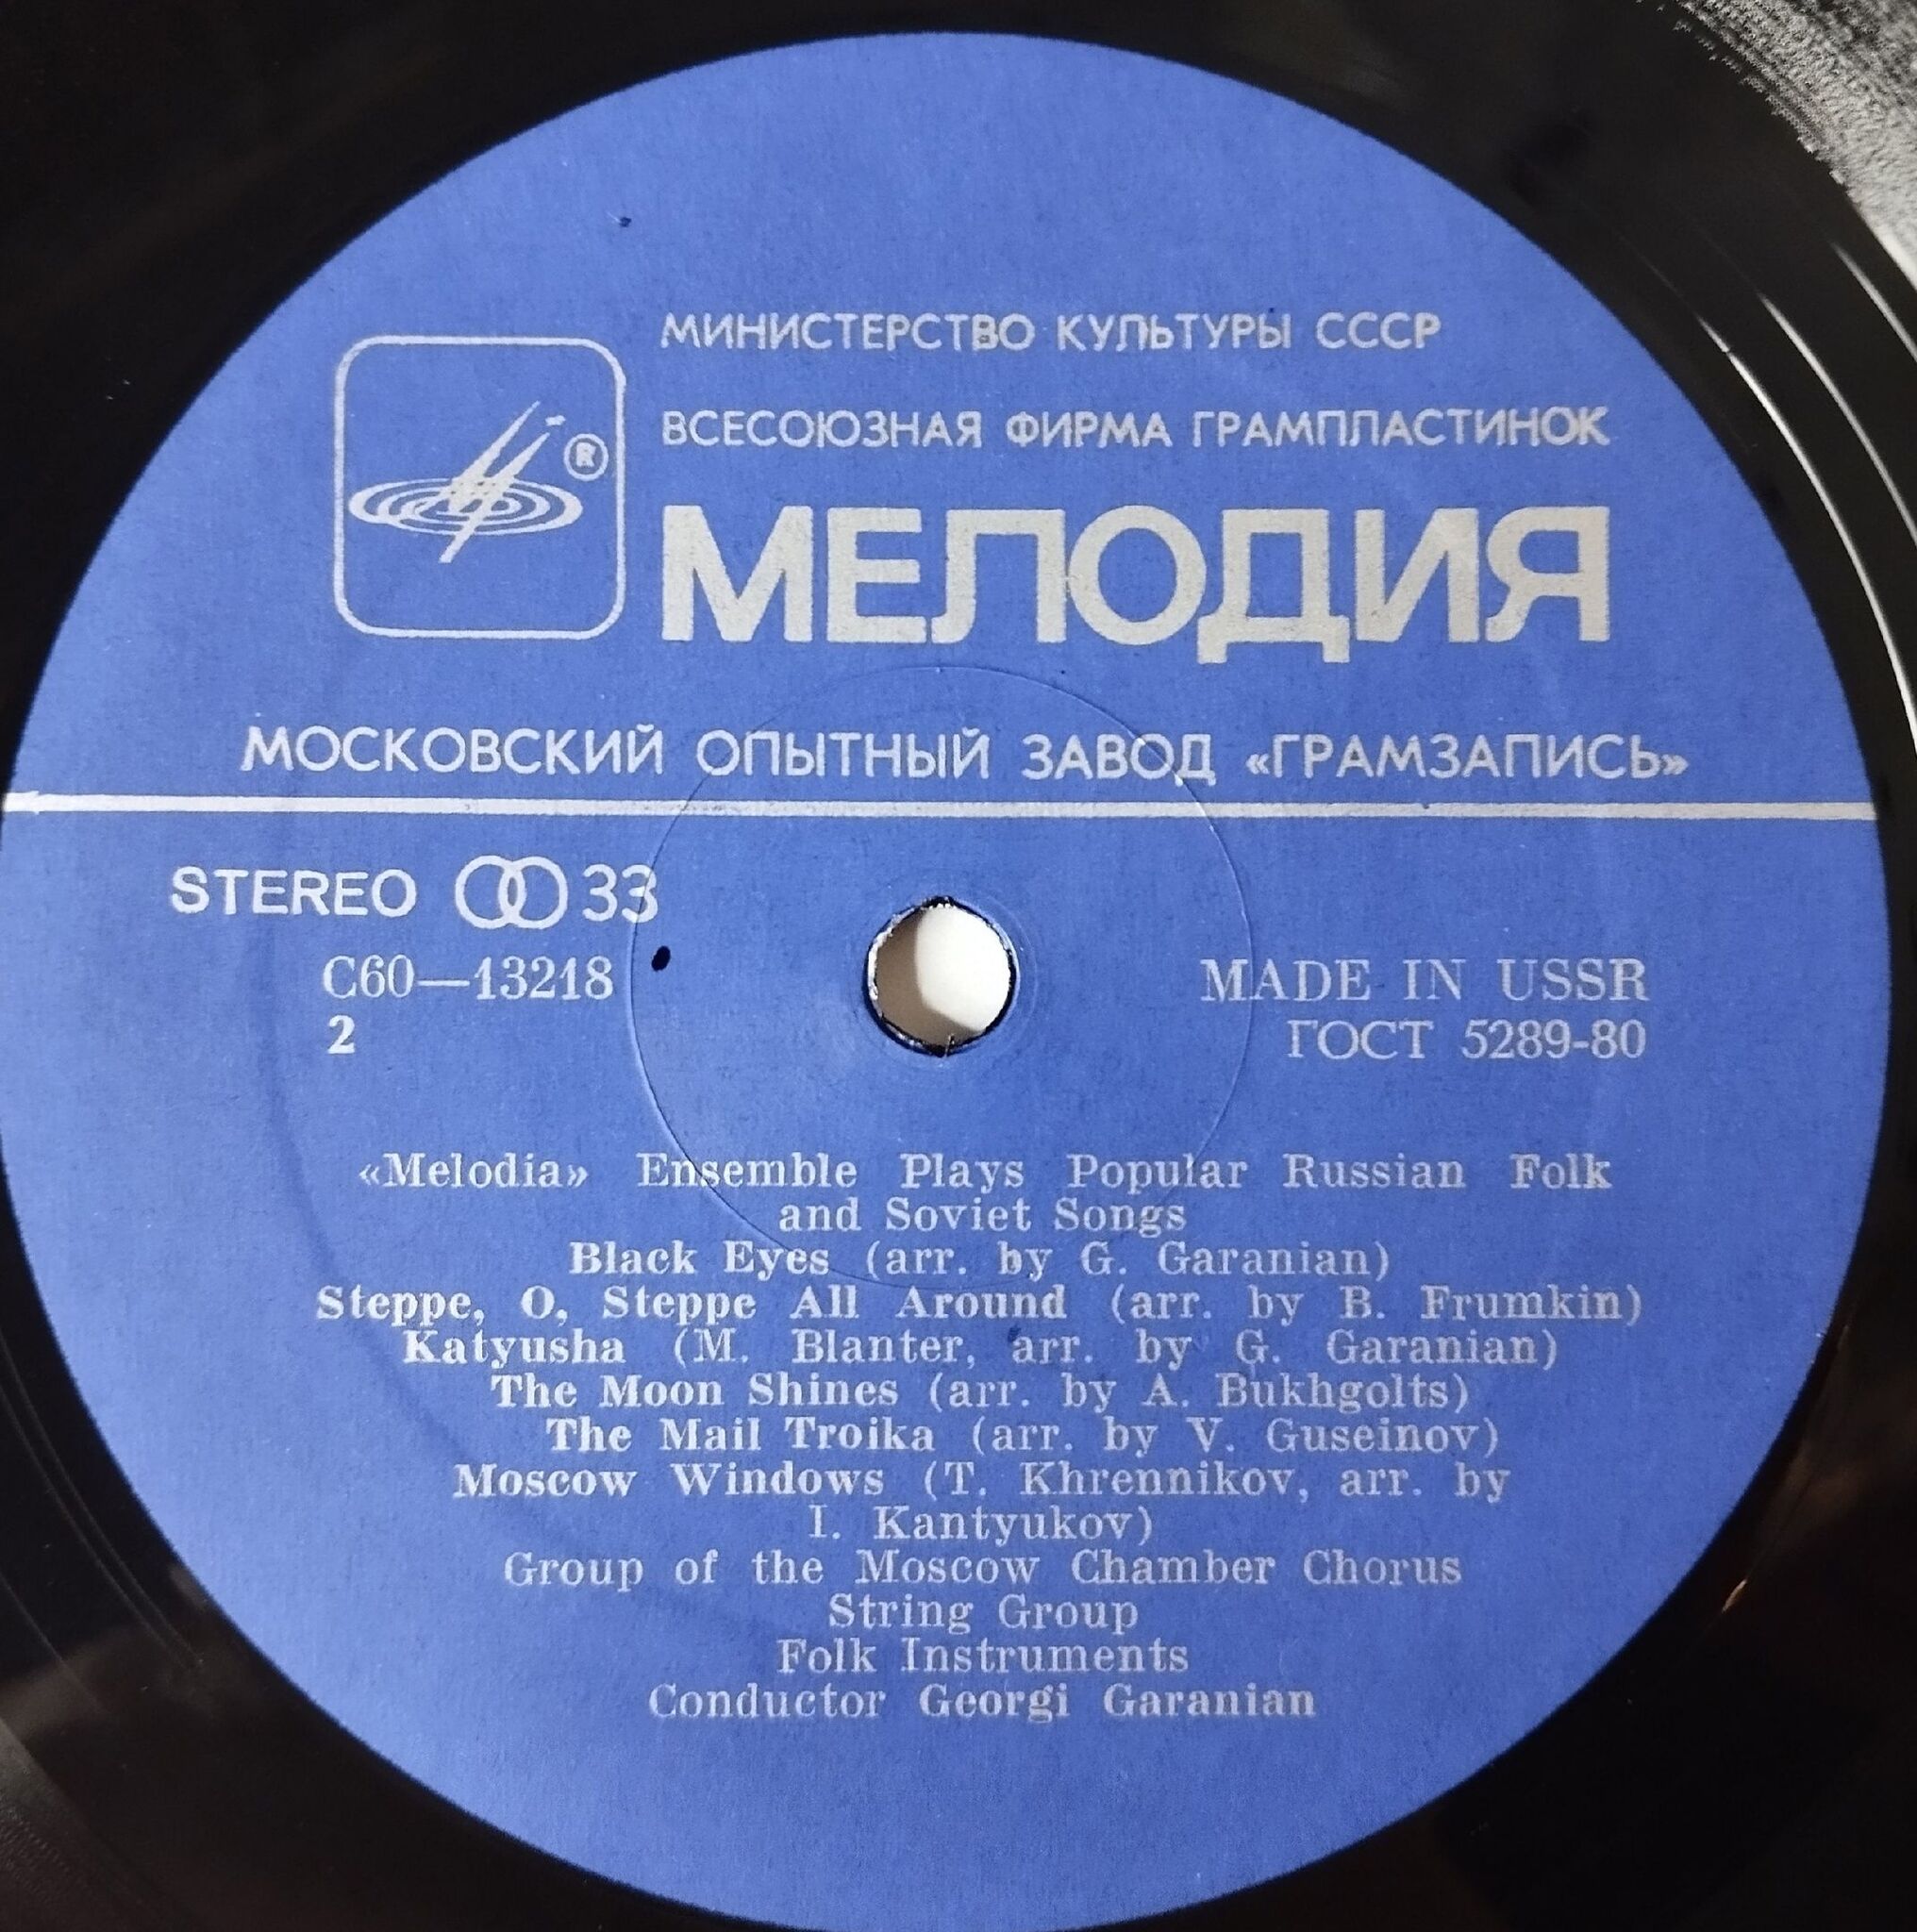 МИНИСТЕРСТВО КУЛЬТУРЫ СССР
ВСЕСОЮЗНАЯ ФИРМА ГРАМПЛАСТИНОК
®
МЕЛОДИЯ
МОСКОВСКИЙ ОПЫТНЫЙ ЗАВОД «ГРАМЗАПИСЬ»
STEREO 33
С60—13218
2
MADE IN USSR
ГОСТ 5289-80
«Melodia» Ensemble Plays Popular Russian Folk
and Soviet Songs
Black Eyes (arr. by G. Garanian)
Steppe, O, Steppe All Around (arr. by B. Frumkin)
Katyusha (M. Blanter, arr. by G. Garanian)
The Moon Shines (arr. by A. Bukhgolts)
The Mail Troika (arr. by V. Guseinov)
Moscow Windows (T. Khrennikov, arr. by
I. Kantyukov)
Group of the Moscow Chamber Chorus
String Group
Folk Instruments
Conductor Georgi Garanian